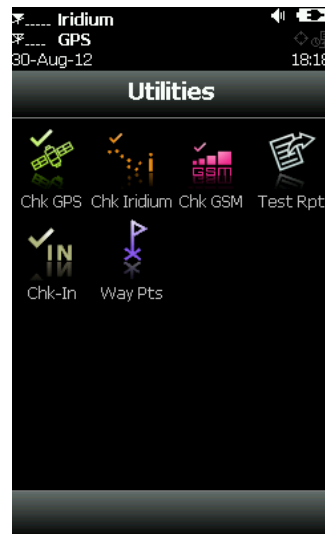 Iridium
GPS
30-Aug-12 18:18
Utilities
Chk GPS Chk Iridium Chk GSM Test Rpt
GSM
IN
Chk-In Way Pts